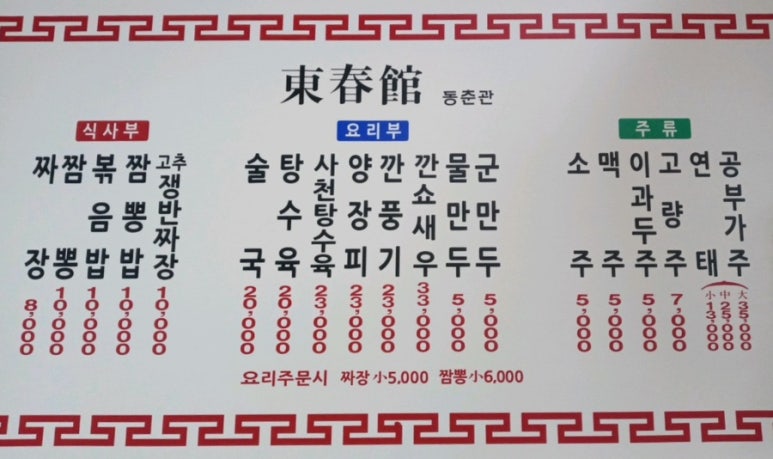 東春館 동춘관
식사부
짜장 8,000
짬뽕 10,000
볶음밥 10,000
짬뽕밥 10,000
고추쟁반짜장 10,000
요리부
술국 20,000
탕수육 20,000
사천탕수육 23,000
양장피 23,000
깐풍기 23,000
깐쇼새우 33,000
물만두 5,000
군만두 5,000
주류
소주 5,000
맥주 5,000
이과두주 5,000
고량주 7,000
연태
공부가주
小 13,000
中 25,000
大 35,000
요리주문시 짜장 小 5,000 짬뽕 小 6,000